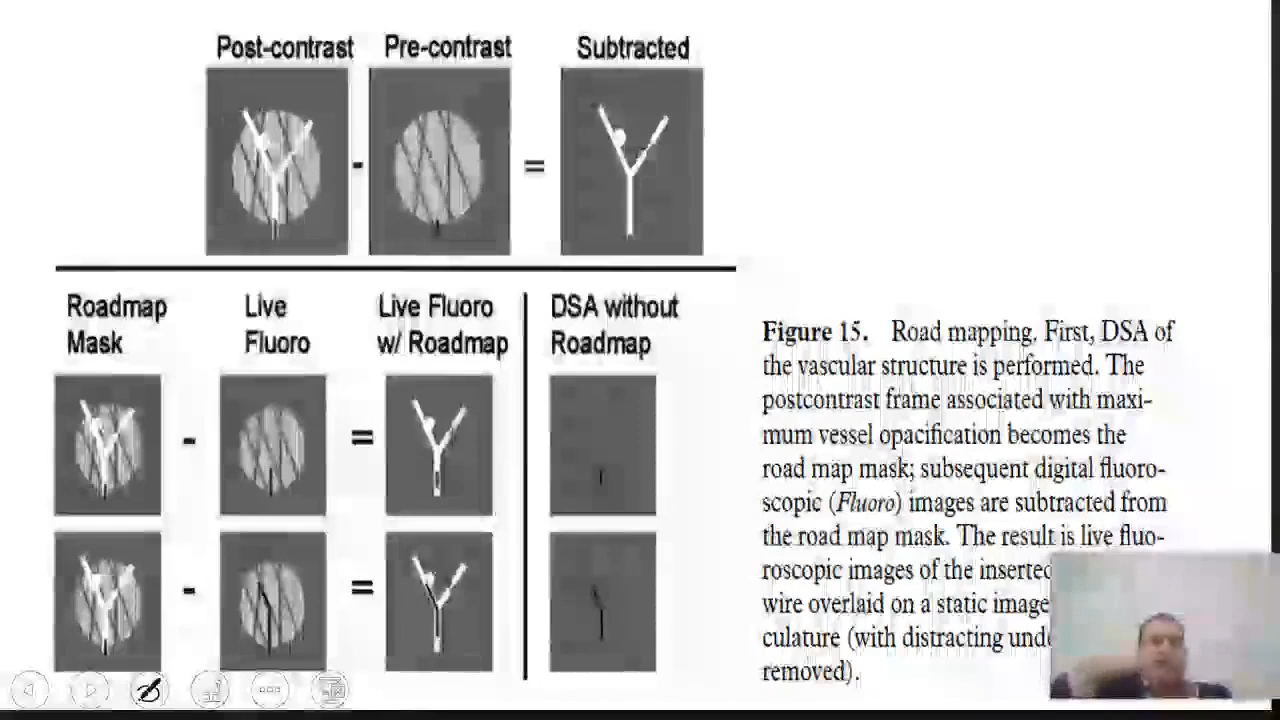 Post-contrast Pre-contrast Subtracted
- =
Roadmap Mask
Live Fluoro
Live Fluoro w/ Roadmap
DSA without Roadmap
- =
- =
Figure 15. Road mapping. First, DSA of
the vascular structure is performed. The
postcontrast frame associated with maxi-
mum vessel opacification becomes the
road map mask; subsequent digital fluoro-
scopic (Fluoro) images are subtracted from
the road map mask. The result is live fluo-
roscopic images of the inserted
wire overlaid on a static image
culature (with distracting
removed).